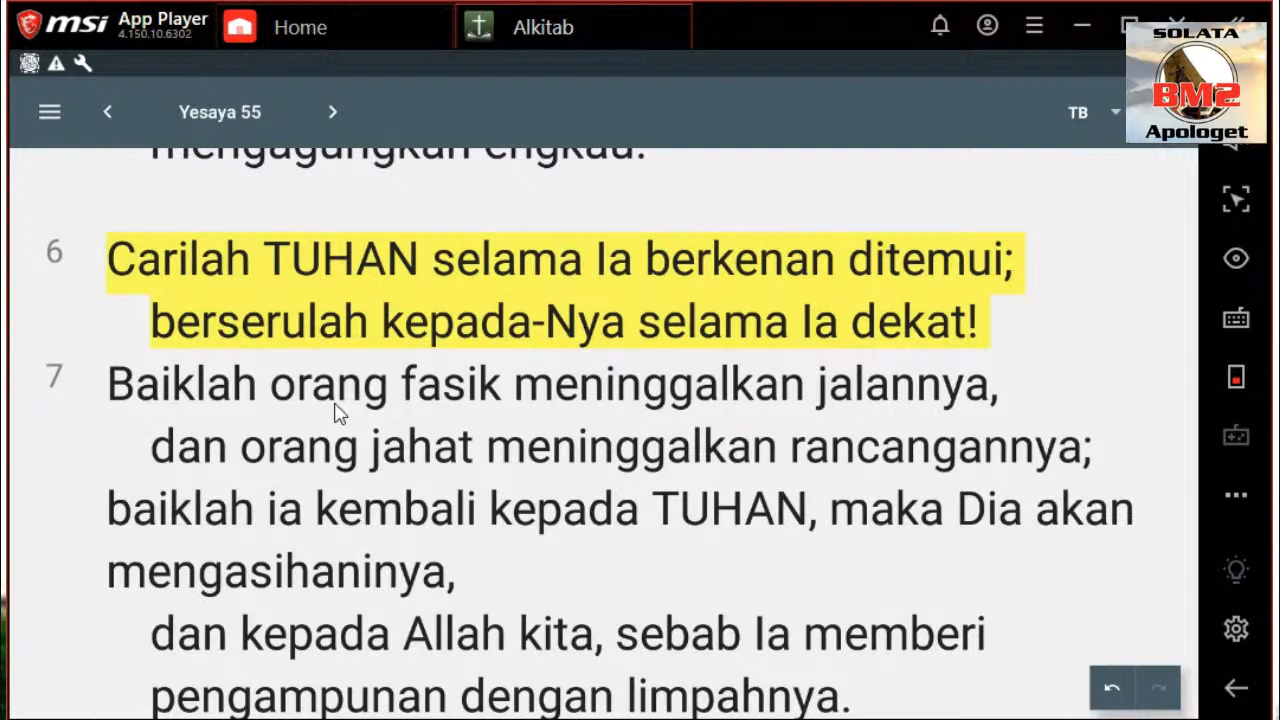 msi App Player
4.150.10.6302
Home
Alkitab
SOLATA
BM2
Apologet
Yesaya 55
TB
mengagungkan engkau.
6 Carilah TUHAN selama Ia berkenan ditemui;
berserulah kepada-Nya selama Ia dekat!
7 Baiklah orang fasik meninggalkan jalannya,
dan orang jahat meninggalkan rancangannya;
baiklah ia kembali kepada TUHAN, maka Dia akan
mengasihaninya,
dan kepada Allah kita, sebab Ia memberi
pengampunan dengan limpahnya.